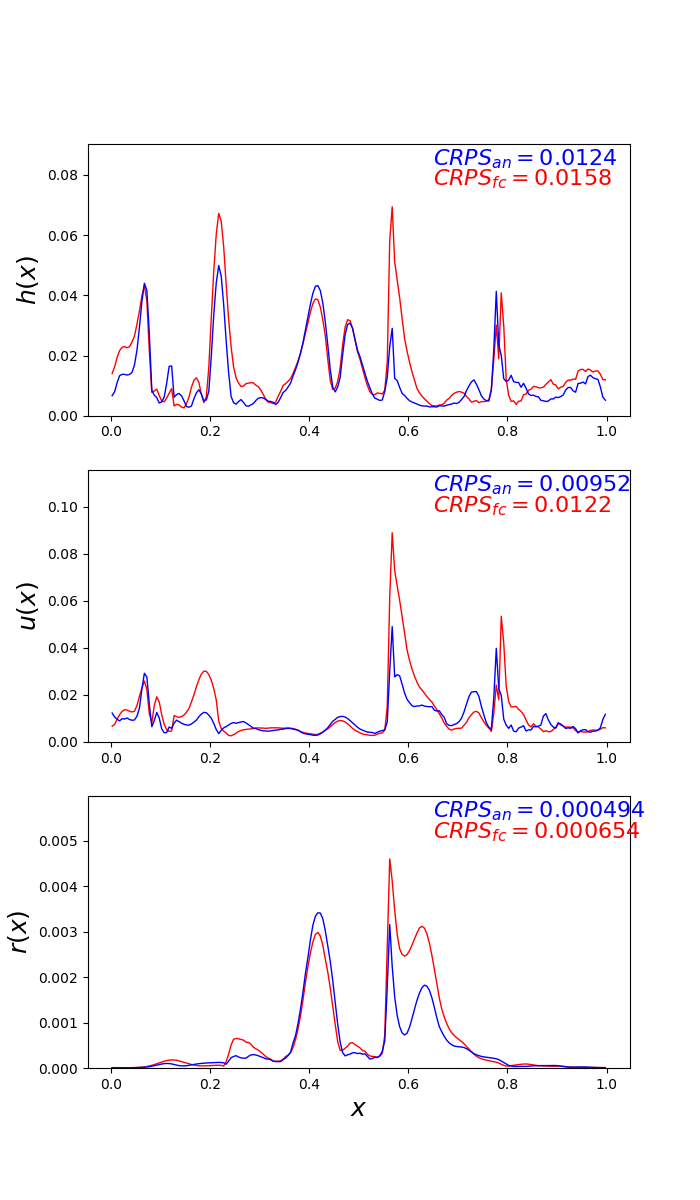 CRPS_an = 0.0124
CRPS_fc = 0.0158
h(x)
0.08
0.06
0.04
0.02
0.00
0.0 0.2 0.4 0.6 0.8 1.0
CRPS_an = 0.00952
CRPS_fc = 0.0122
u(x)
0.10
0.08
0.06
0.04
0.02
0.00
0.0 0.2 0.4 0.6 0.8 1.0
CRPS_an = 0.000494
CRPS_fc = 0.000654
r(x)
0.005
0.004
0.003
0.002
0.001
0.000
0.0 0.2 0.4 0.6 0.8 1.0
x